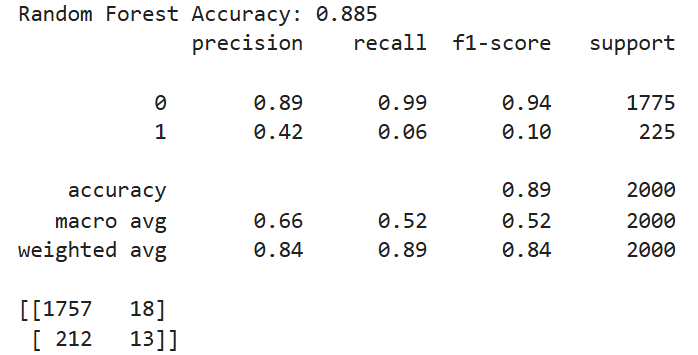 Random Forest Accuracy: 0.885
              precision    recall  f1-score   support

           0       0.89      0.99      0.94      1775
           1       0.42      0.06      0.10       225

    accuracy                           0.89      2000
   macro avg       0.66      0.52      0.52      2000
weighted avg       0.84      0.89      0.84      2000

[[1757   18]
 [ 212   13]]